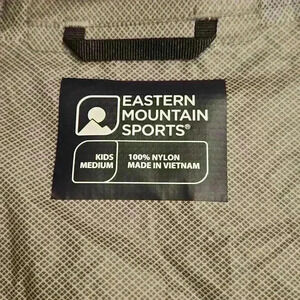 EASTERN
MOUNTAIN
SPORTS®
KIDS
MEDIUM
100% NYLON
MADE IN VIETNAM